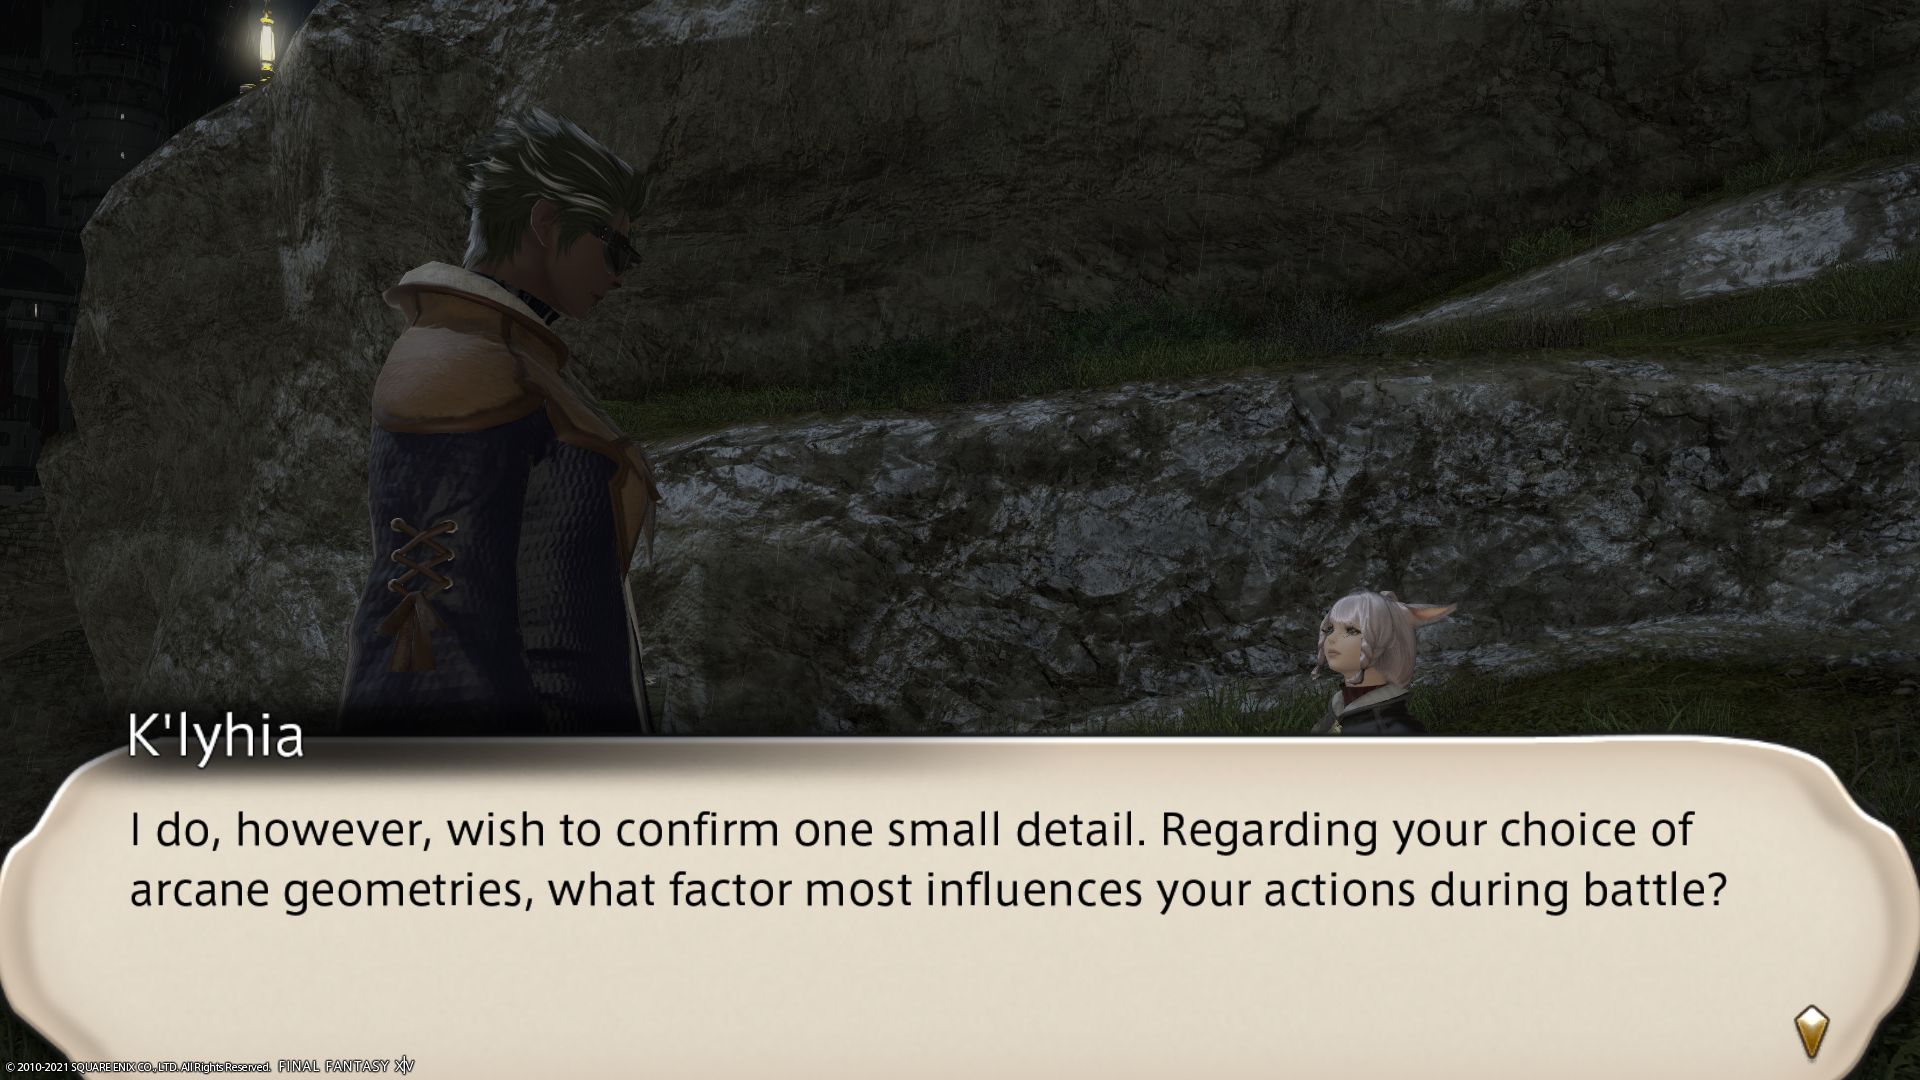 K'lyhia
I do, however, wish to confirm one small detail. Regarding your choice of
arcane geometries, what factor most influences your actions during battle?
© 2010-2021 SQUARE ENIX CO., LTD. All Rights Reserved. FINAL FANTASY XIV